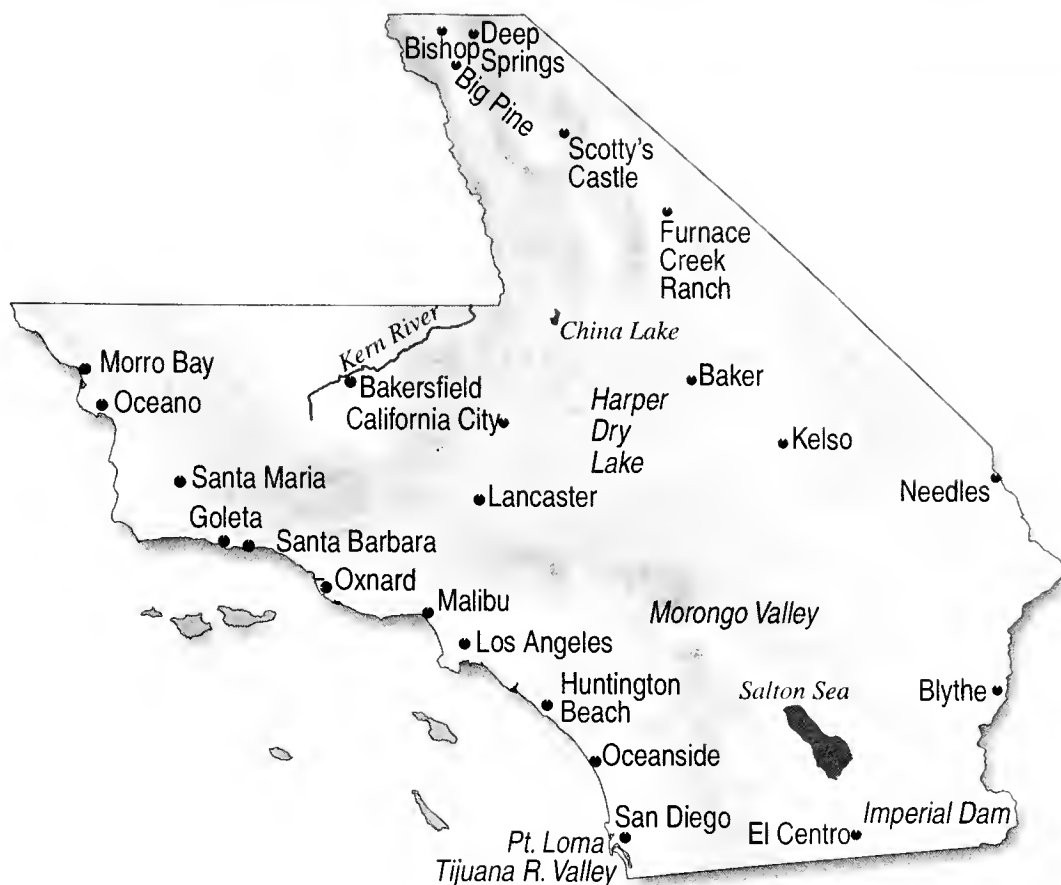 Bishop
Deep
Springs
Big Pine
Scotty's
Castle
Furnace
Creek
Ranch
Kern River
China Lake
Morro Bay
Oceano
Bakersfield
California City
Harper
Dry
Lake
Baker
Kelso
Needles
Santa Maria
Lancaster
Goleta
Santa Barbara
Oxnard
Malibu
Morongo Valley
Los Angeles
Huntington
Beach
Salton Sea
Blythe
Oceanside
San Diego
Pt. Loma
Tijuana R. Valley
El Centro
Imperial Dam